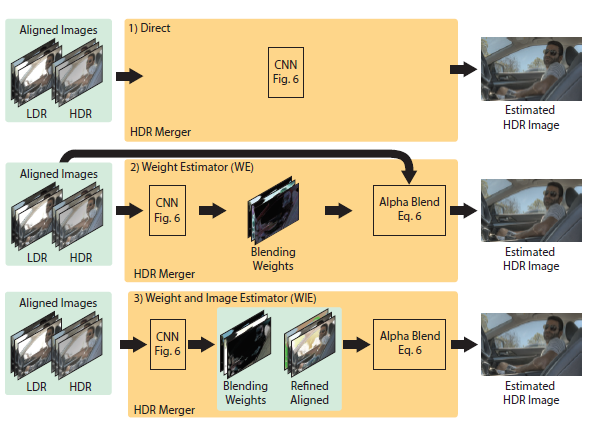 Aligned Images
LDR HDR
1) Direct
CNN
Fig. 6
HDR Merger
Estimated
HDR Image
Aligned Images
LDR HDR
2) Weight Estimator (WE)
CNN
Fig. 6
Blending
Weights
Alpha Blend
Eq. 6
HDR Merger
Estimated
HDR Image
Aligned Images
LDR HDR
3) Weight and Image Estimator (WIE)
CNN
Fig. 6
Blending
Weights
Refined
Aligned
Alpha Blend
Eq. 6
HDR Merger
Estimated
HDR Image